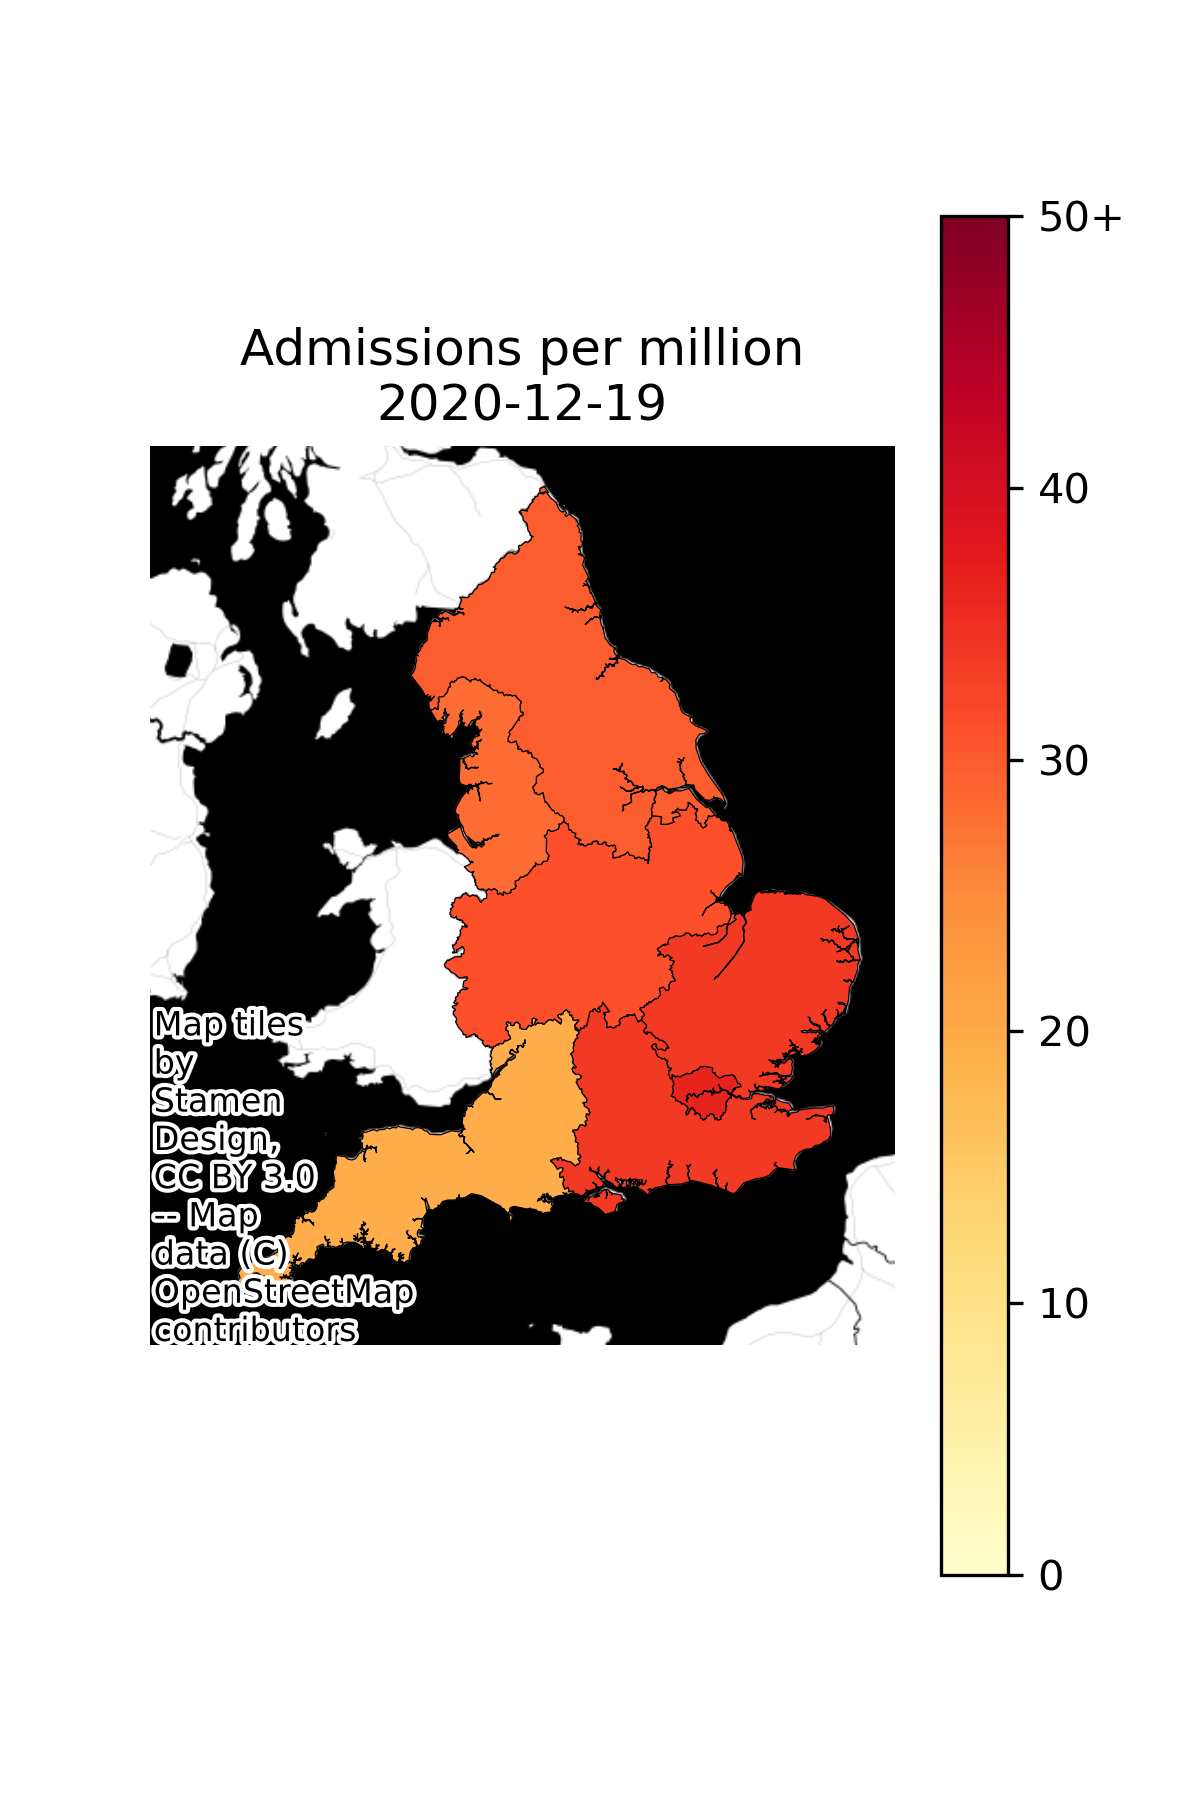 Admissions per million
2020-12-19
50+
40
30
20
10
0
Map tiles
by
Stamen
Design,
CC BY 3.0
-- Map
data (C)
OpenStreetMap
contributors